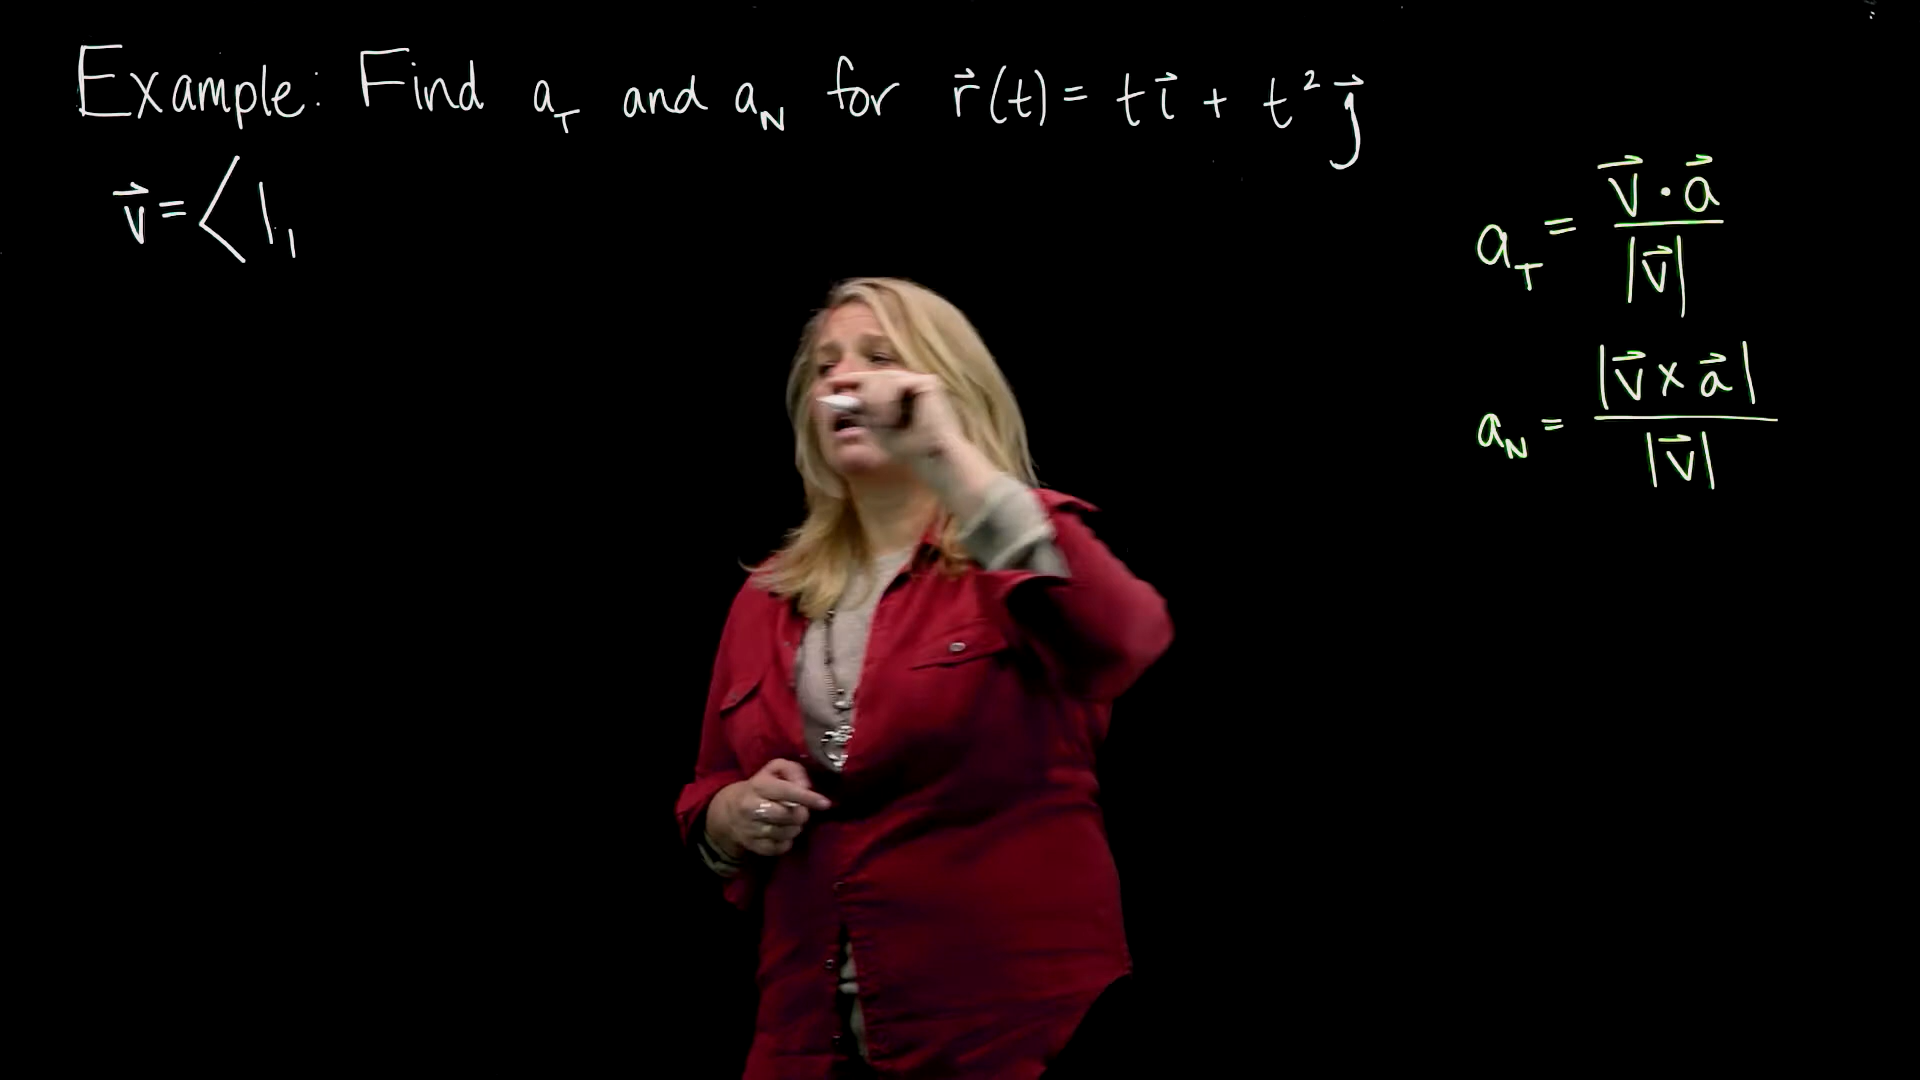 Example: Find a_T and a_N for r⃗(t) = t i⃗ + t² j⃗
v⃗ = ⟨1,
a_T = v⃗ · a⃗ / |v⃗|
a_N = |v⃗ × a⃗| / |v⃗|